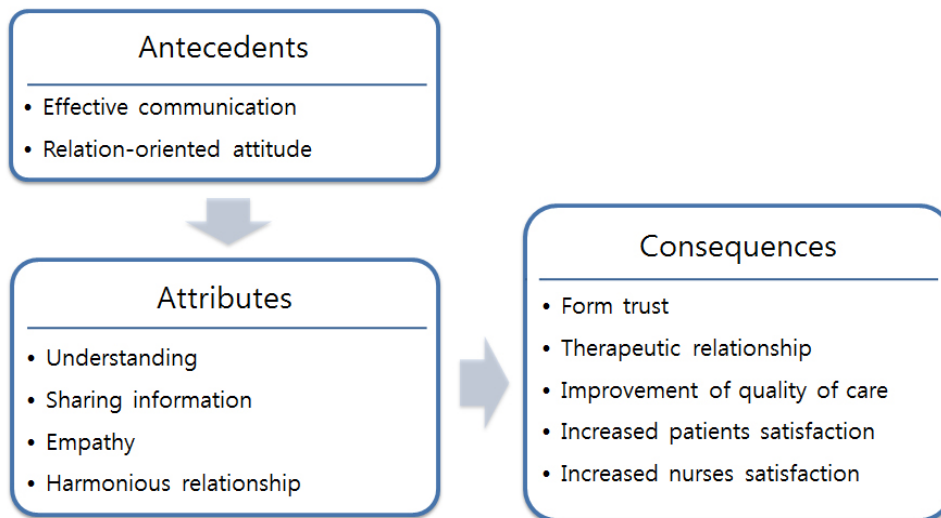 Antecedents
• Effective communication
• Relation-oriented attitude
Attributes
• Understanding
• Sharing information
• Empathy
• Harmonious relationship
Consequences
• Form trust
• Therapeutic relationship
• Improvement of quality of care
• Increased patients satisfaction
• Increased nurses satisfaction